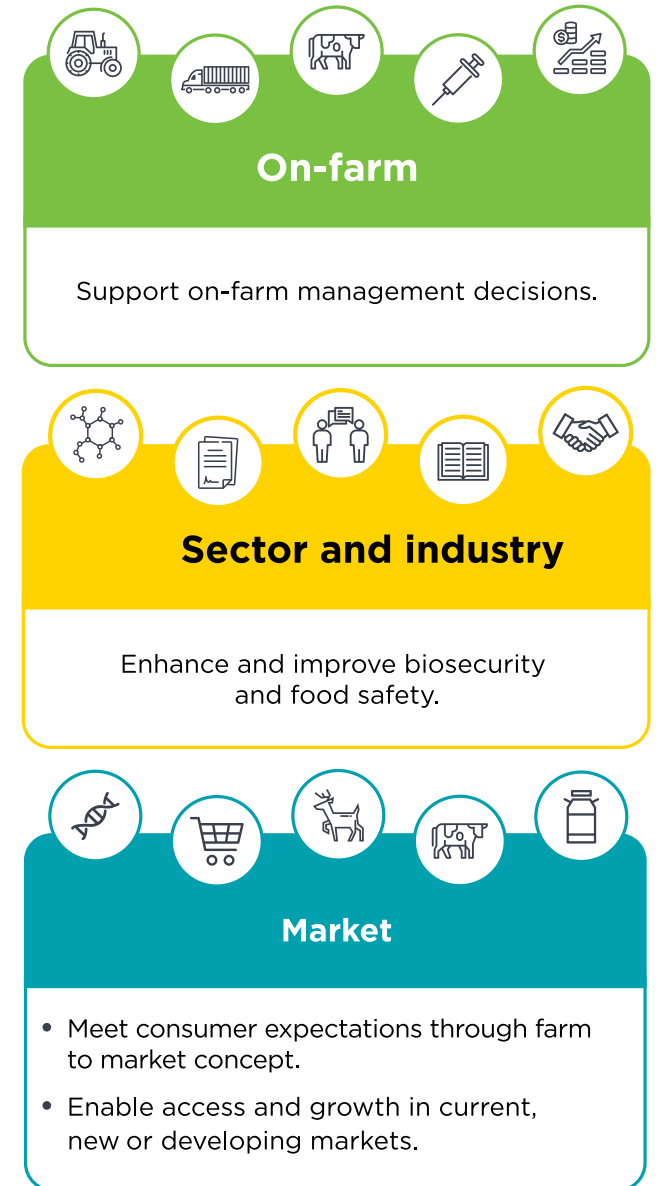 On-farm
Support on-farm management decisions.
Sector and industry
Enhance and improve biosecurity
and food safety.
Market
• Meet consumer expectations through farm
to market concept.
• Enable access and growth in current,
new or developing markets.